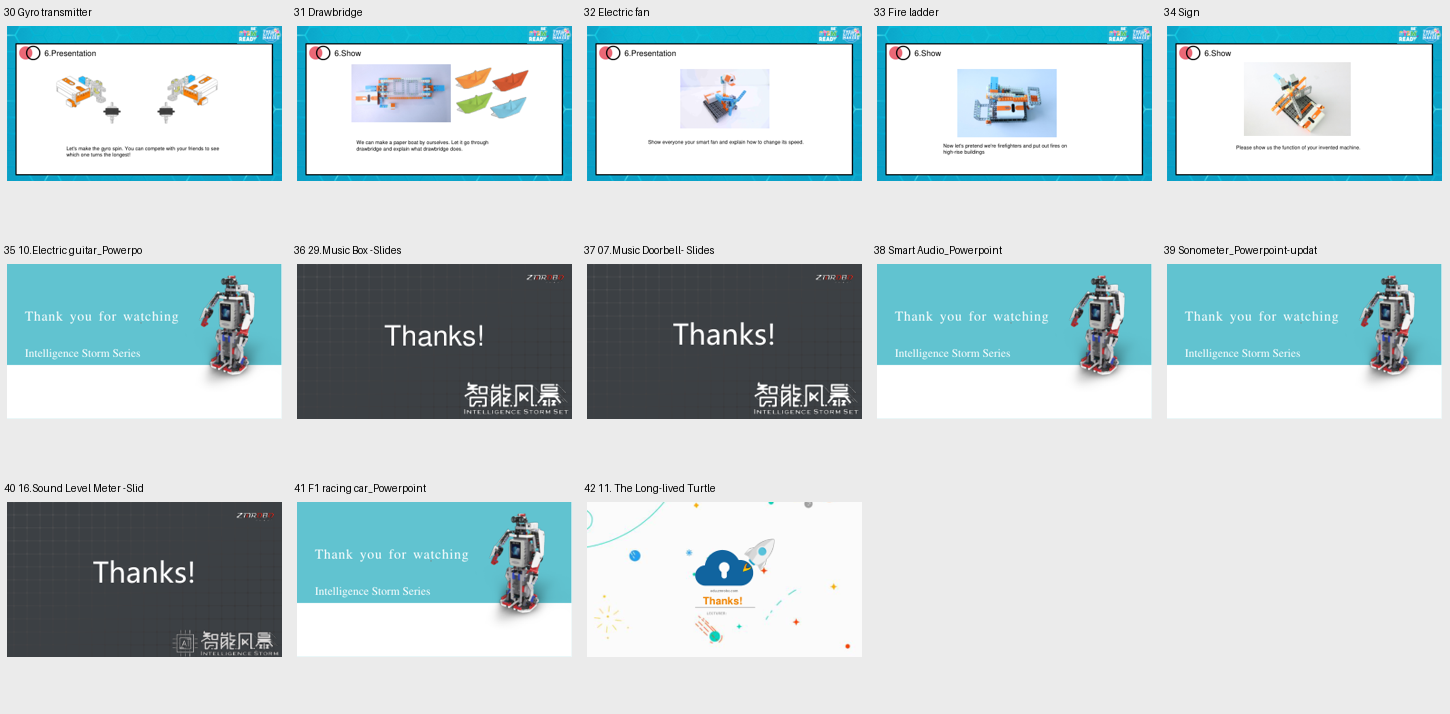 30 Gyro transmitter
31 Drawbridge
32 Electric fan
33 Fire ladder
34 Sign
6.Presentation
Let's make the gyro spin. You can compete with your friends to see
which one turns the longest!
6.Show
We can make a paper boat by ourselves. Let it go through
drawbridge and explain what drawbridge does.
6.Presentation
Show everyone your smart fan and explain how to change its speed.
6.Show
Now let's pretend we're firefighters and put out fires on
high-rise buildings
6.Show
Please show us the function of your invented machine.
35 10.Electric guitar_Powerpo
36 29.Music Box -Slides
37 07.Music Doorbell- Slides
38 Smart Audio_Powerpoint
39 Sonometer_Powerpoint-updat
Thank you for watching
Intelligence Storm Series
Thanks!
智能风暴
INTELLIGENCE STORM SET
Thanks!
智能风暴
INTELLIGENCE STORM SET
Thank you for watching
Intelligence Storm Series
Thank you for watching
Intelligence Storm Series
40 16.Sound Level Meter -Slid
41 F1 racing car_Powerpoint
42 11. The Long-lived Turtle
Thanks!
AI
智能风暴
INTELLIGENCE STORM
Thank you for watching
Intelligence Storm Series
Thanks!